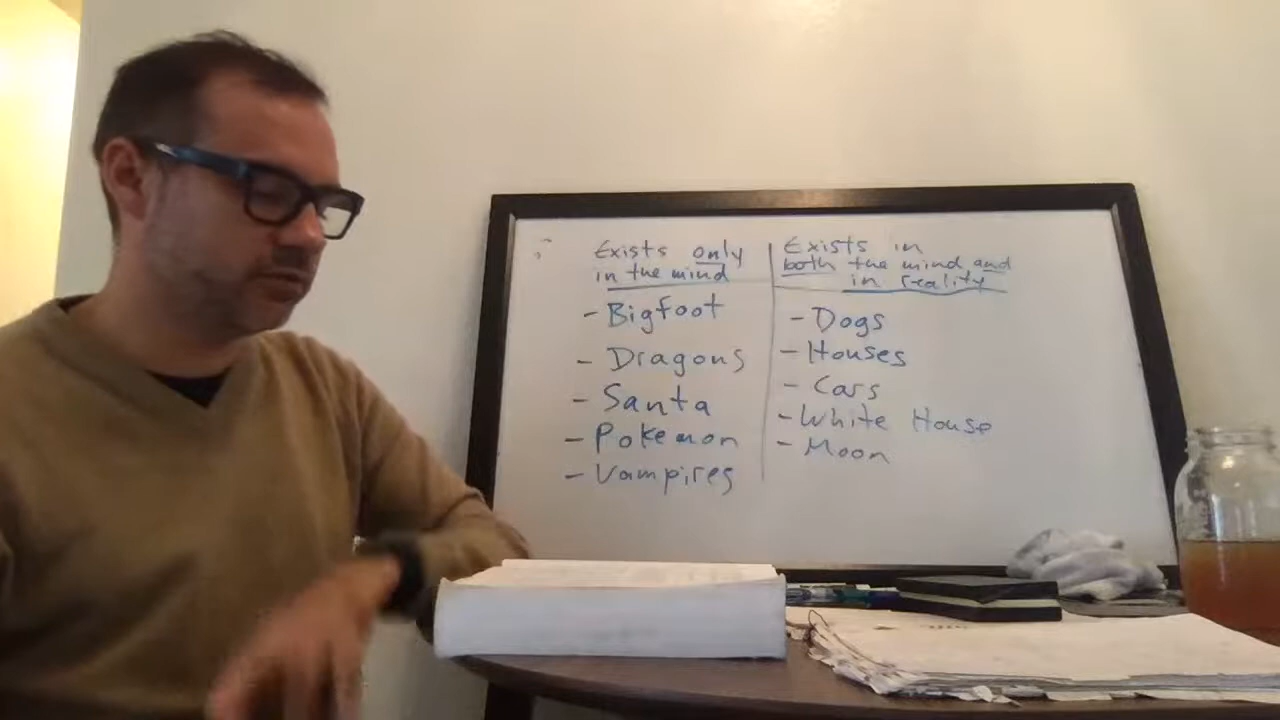 Exists only
in the mind
- Bigfoot
- Dragons
- Santa
- Pokemon
- Vampires
Exists in
both the mind and
in reality
- Dogs
- Houses
- Cars
- White House
- Moon